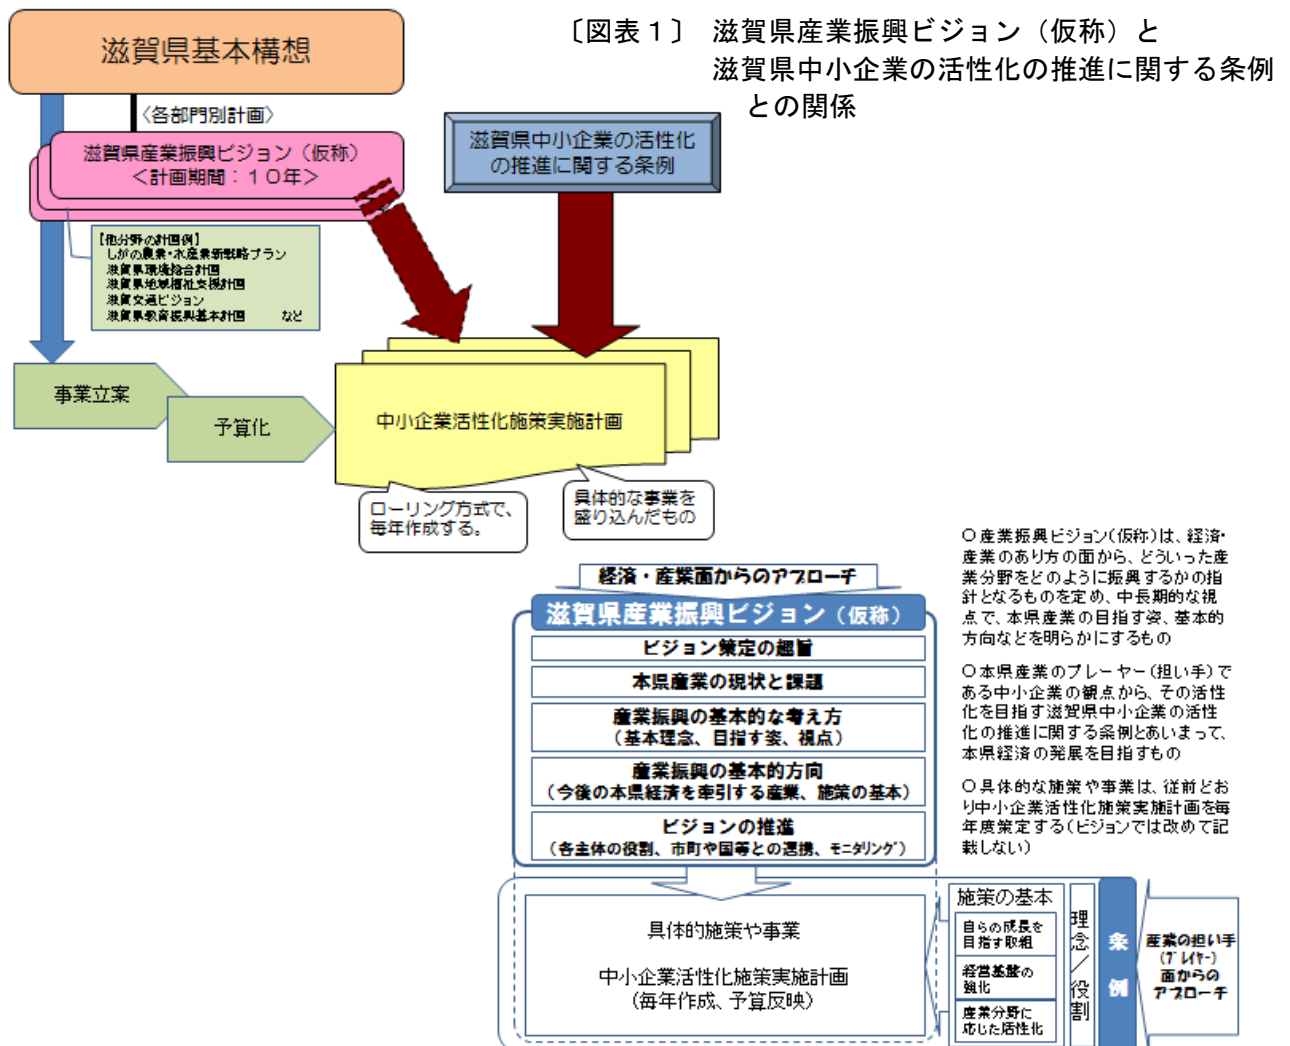 〔図表１〕 滋賀県産業振興ビジョン（仮称）と
滋賀県中小企業の活性化の推進に関する条例
との関係
滋賀県基本構想
〈各部門別計画〉
滋賀県産業振興ビジョン（仮称）
＜計画期間：１０年＞
【他分野の計画例】
しがの農業・水産業新戦略プラン
滋賀県環境総合計画
滋賀県地域福祉支援計画
滋賀交通ビジョン
滋賀県教育振興基本計画 など
滋賀県中小企業の活性化
の推進に関する条例
事業立案
予算化
中小企業活性化施策実施計画
ローリング方式で、
毎年作成する。
具体的な事業を
盛り込んだもの
経済・産業面からのアプローチ
滋賀県産業振興ビジョン（仮称）
ビジョン策定の趣旨
本県産業の現状と課題
産業振興の基本的な考え方
（基本理念、目指す姿、視点）
産業振興の基本的方向
（今後の本県経済を牽引する産業、施策の基本）
ビジョンの推進
（各主体の役割、市町や国等との連携、ﾓﾆﾀﾘﾝｸﾞ）
具体的施策や事業
中小企業活性化施策実施計画
（毎年作成、予算反映）
施策の基本
自らの成長を
目指す取組
経営基盤の
強化
産業分野に
応じた活性化
理念／役割
条例
産業の担い手
（ﾌﾟﾚｲﾔｰ）
面からの
アプローチ
○産業振興ビジョン（仮称）は、経済・
産業のあり方の面から、どういった産
業分野をどのように振興するかの指
針となるものを定め、中長期的な視
点で、本県産業の目指す姿、基本的
方向などを明らかにするもの
○本県産業のプレーヤー（担い手）で
ある中小企業の観点から、その活性
化を目指す滋賀県中小企業の活性
化の推進に関する条例とあいまって、
本県経済の発展を目指すもの
○具体的な施策や事業は、従前どお
り中小企業活性化施策実施計画を毎
年度策定する（ビジョンでは改めて記
載しない）